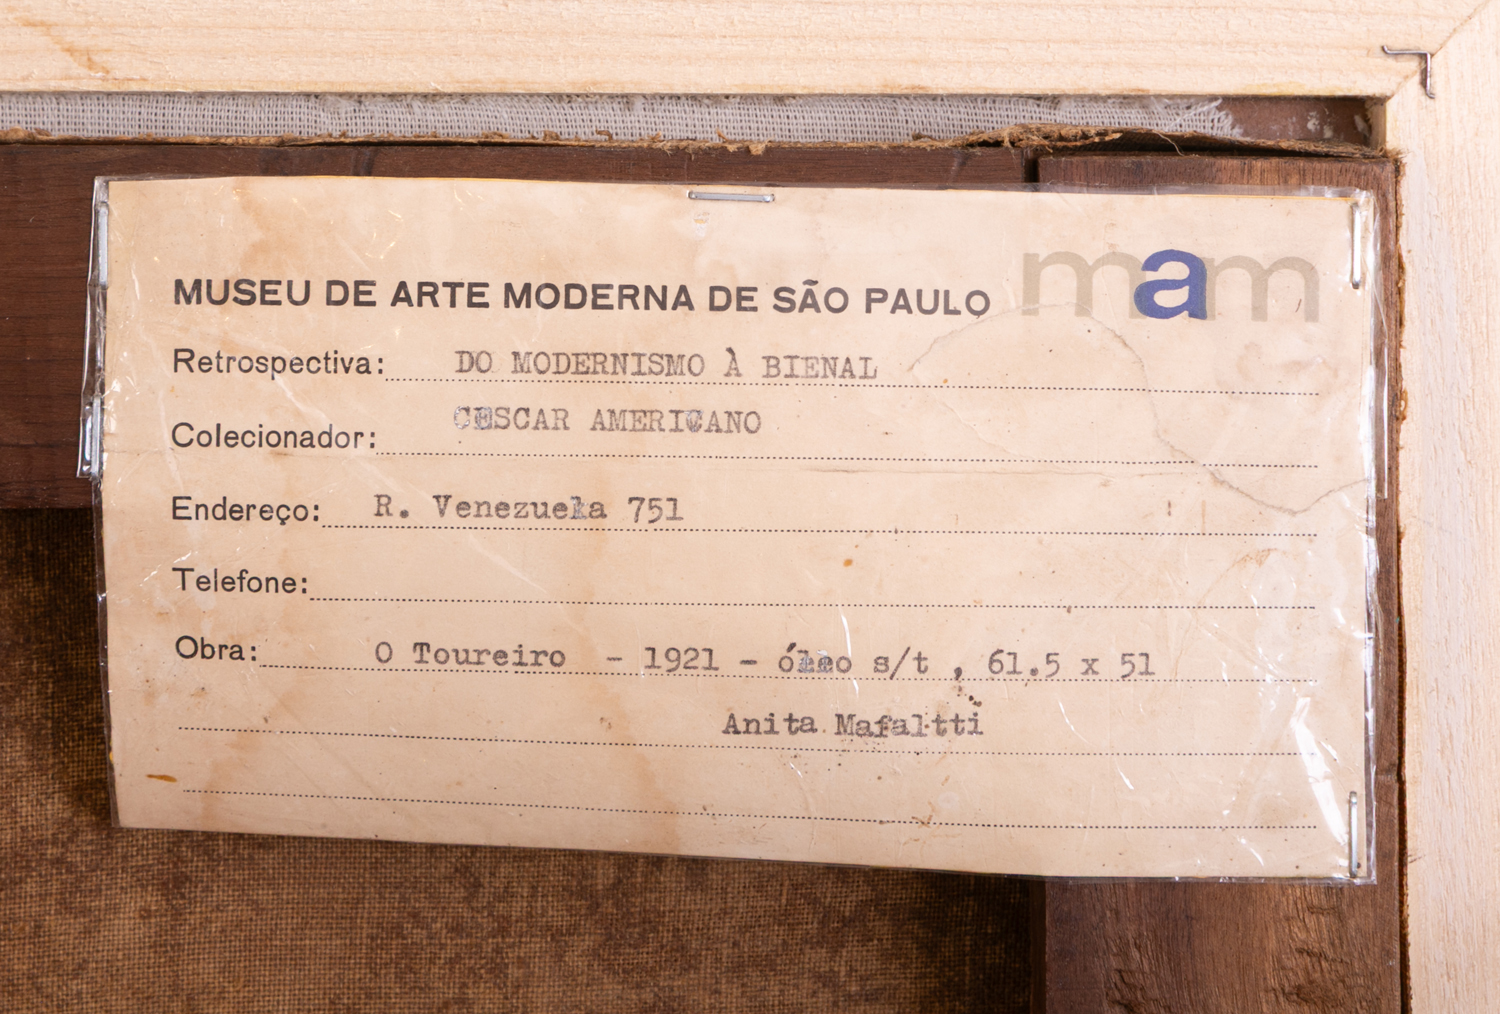 MUSEU DE ARTE MODERNA DE SÃO PAULO mam
Retrospectiva: DO MODERNISMO À BIENAL
Colecionador: CESCAR AMERICANO
Endereço: R. Venezuela 751
Telefone:
Obra: O Toureiro - 1921 - óleo s/t , 61.5 x 51
Anita Mafaltti